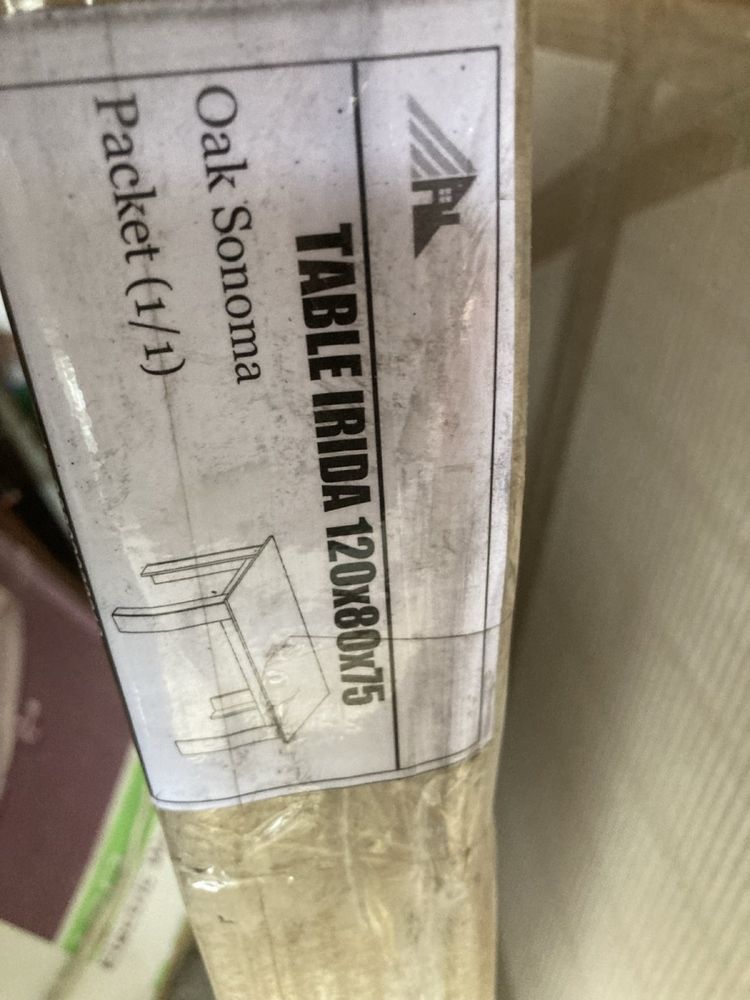 TABLE IRIDA 120x80x75
Oak Sonoma
Packet (1/1)